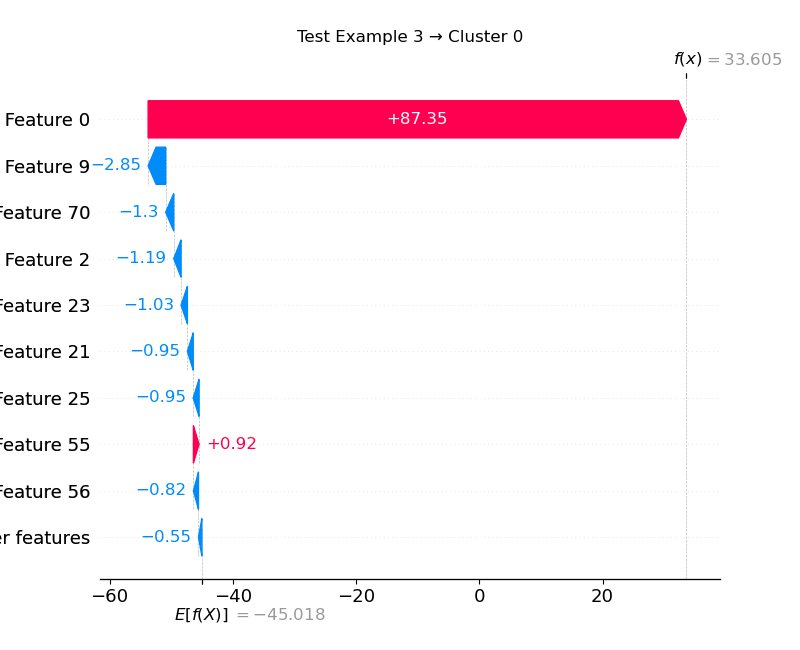 Test Example 3 → Cluster 0
f(x) = 33.605
Feature 0 +87.35
Feature 9 −2.85
Feature 70 −1.3
Feature 2 −1.19
Feature 23 −1.03
Feature 21 −0.95
Feature 25 −0.95
Feature 55 +0.92
Feature 56 −0.82
features −0.55
−60 −40 −20 0 20
E[f(X)] = −45.018